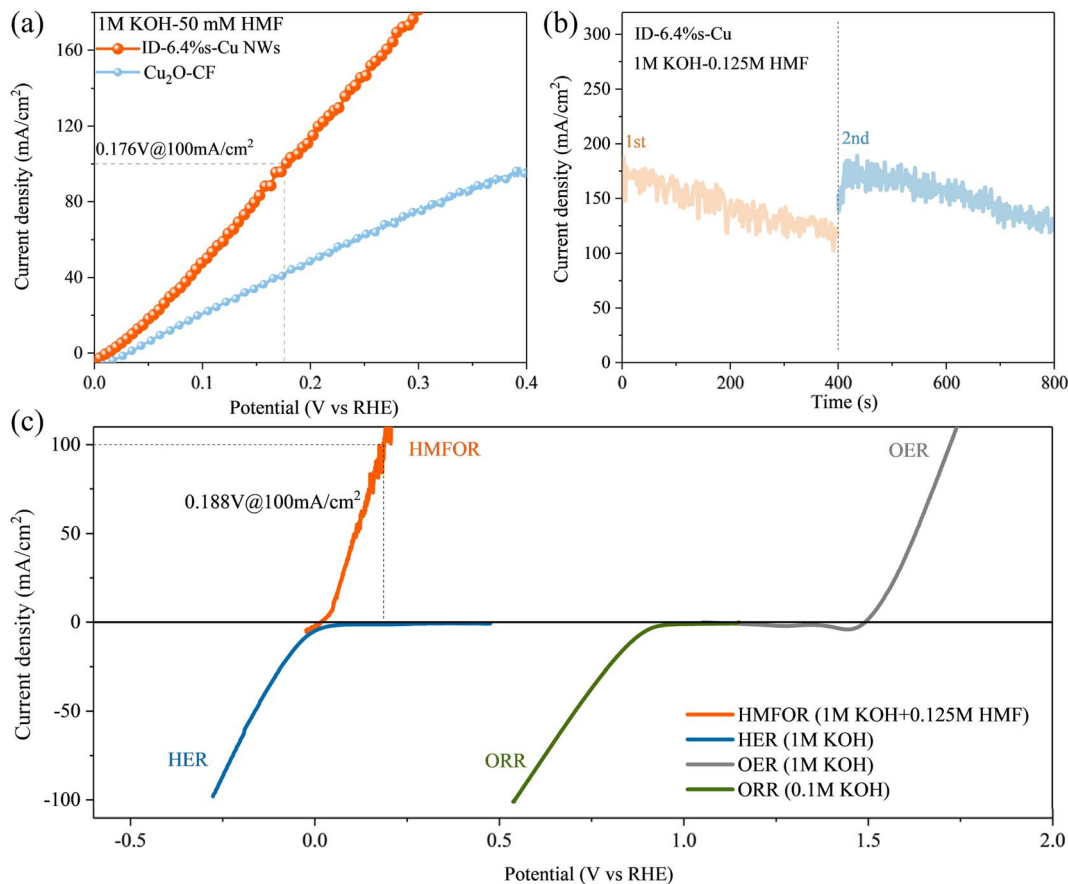 (a)
1M KOH-50 mM HMF
ID-6.4%s-Cu NWs
Cu₂O-CF
0.176V@100mA/cm²
160
120
80
40
0
Current density (mA/cm²)
0.0 0.1 0.2 0.3 0.4
Potential (V vs RHE)
(b)
ID-6.4%s-Cu
1M KOH-0.125M HMF
1st
2nd
300
250
200
150
100
50
0
Current density (mA/cm²)
0 200 400 600 800
Time (s)
(c)
HMFOR
OER
0.188V@100mA/cm²
HER
ORR
HMFOR (1M KOH+0.125M HMF)
HER (1M KOH)
OER (1M KOH)
ORR (0.1M KOH)
100
50
0
-50
-100
Current density (mA/cm²)
-0.5 0.0 0.5 1.0 1.5 2.0
Potential (V vs RHE)